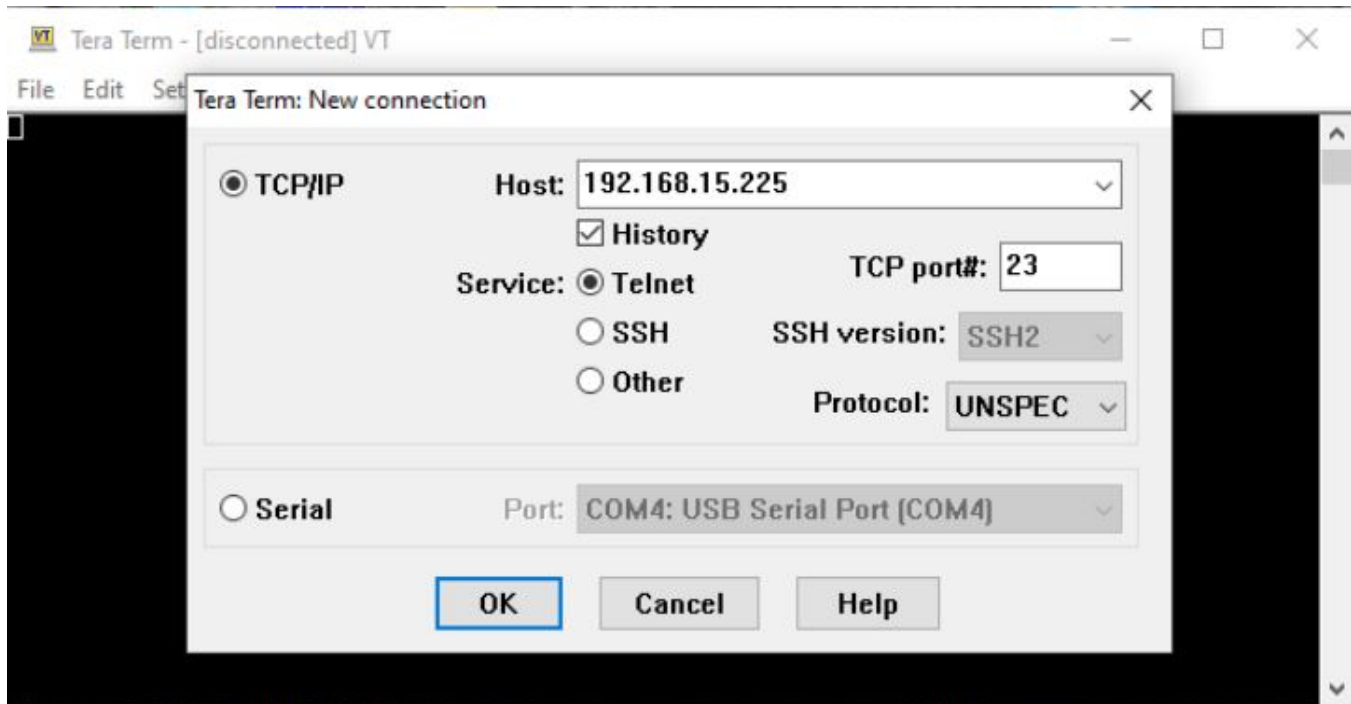 VT Tera Term - [disconnected] VT
File Edit Set
Tera Term: New connection
TCP/IP Host: 192.168.15.225
History
TCP port#: 23
Service: Telnet
SSH SSH version: SSH2
Other
Protocol: UNSPEC
Serial Port: COM4: USB Serial Port (COM4)
OK Cancel Help